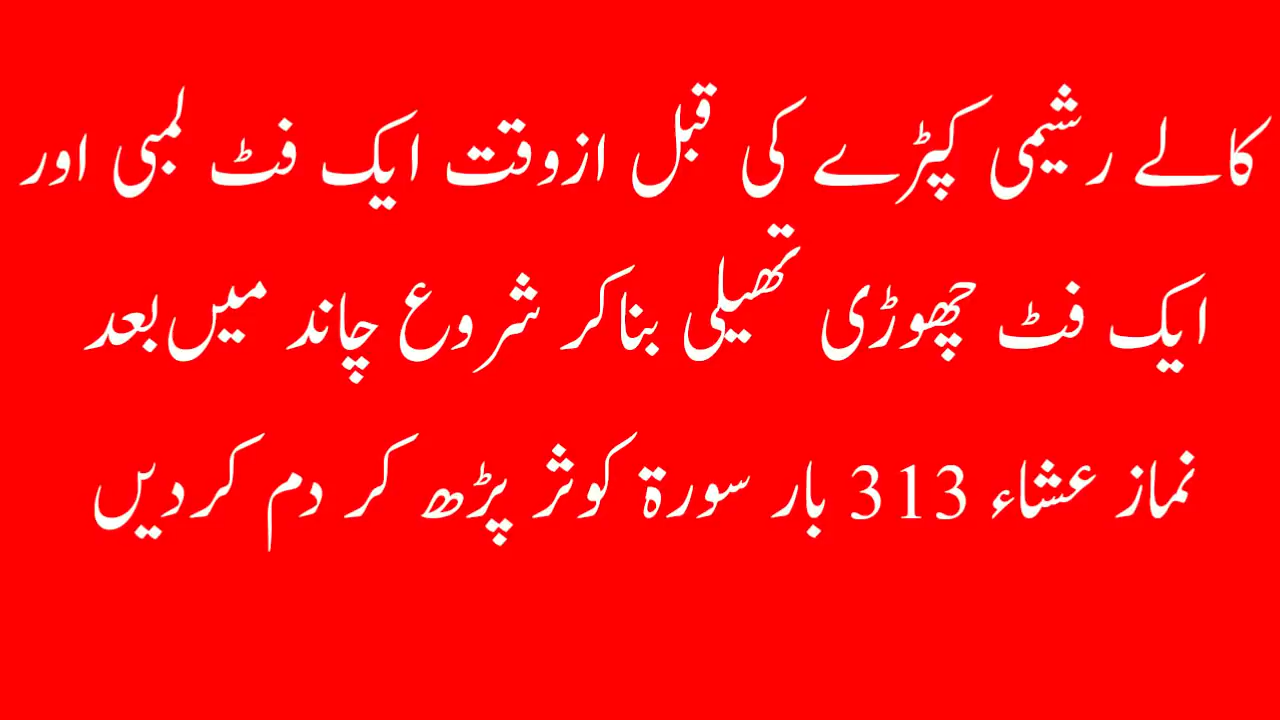 کالے ریشمی کپڑے کی قبل ازوقت ایک فٹ لمبی اور
ایک فٹ چھوڑی تھیلی بناکر شروع چاند میں بعد
نماز عشاء 313 بار سورۃ کوثر پڑھ کر دم کردیں